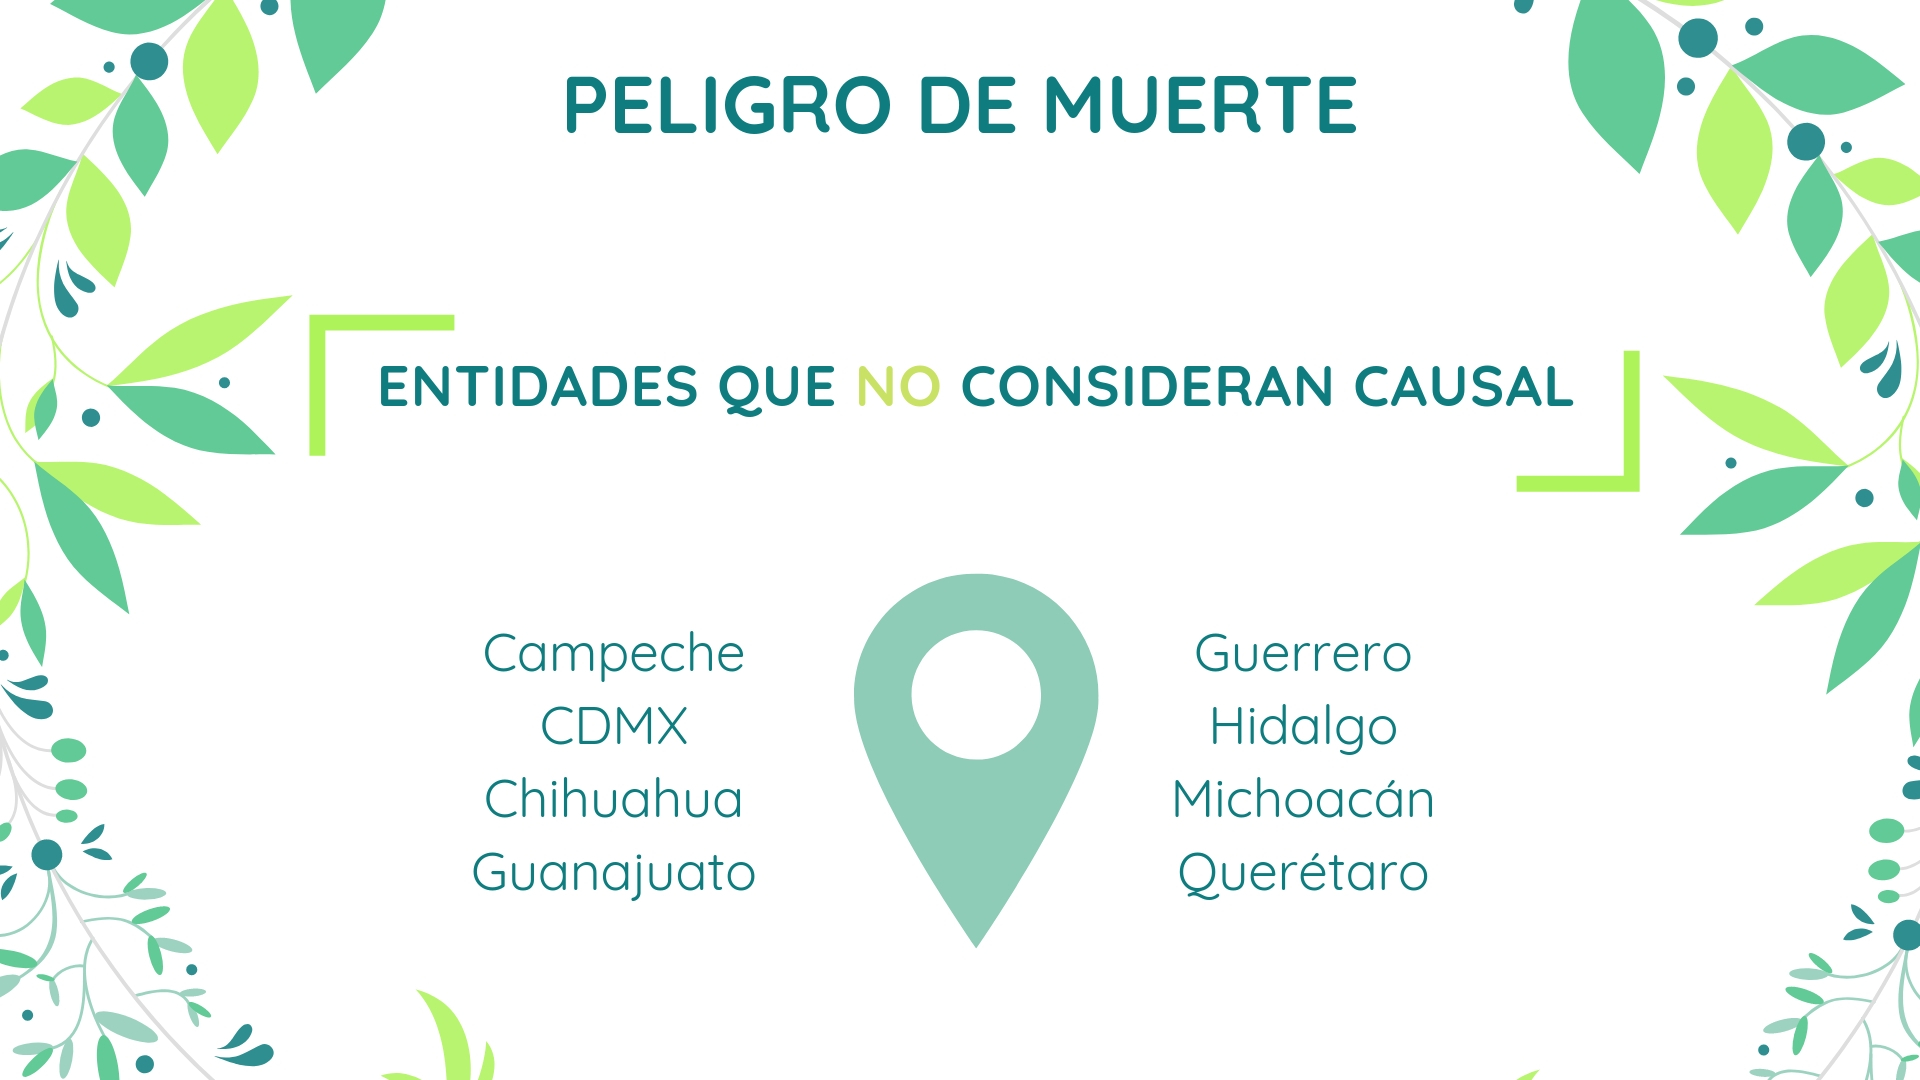 PELIGRO DE MUERTE
ENTIDADES QUE NO CONSIDERAN CAUSAL
Campeche
CDMX
Chihuahua
Guanajuato
Guerrero
Hidalgo
Michoacán
Querétaro